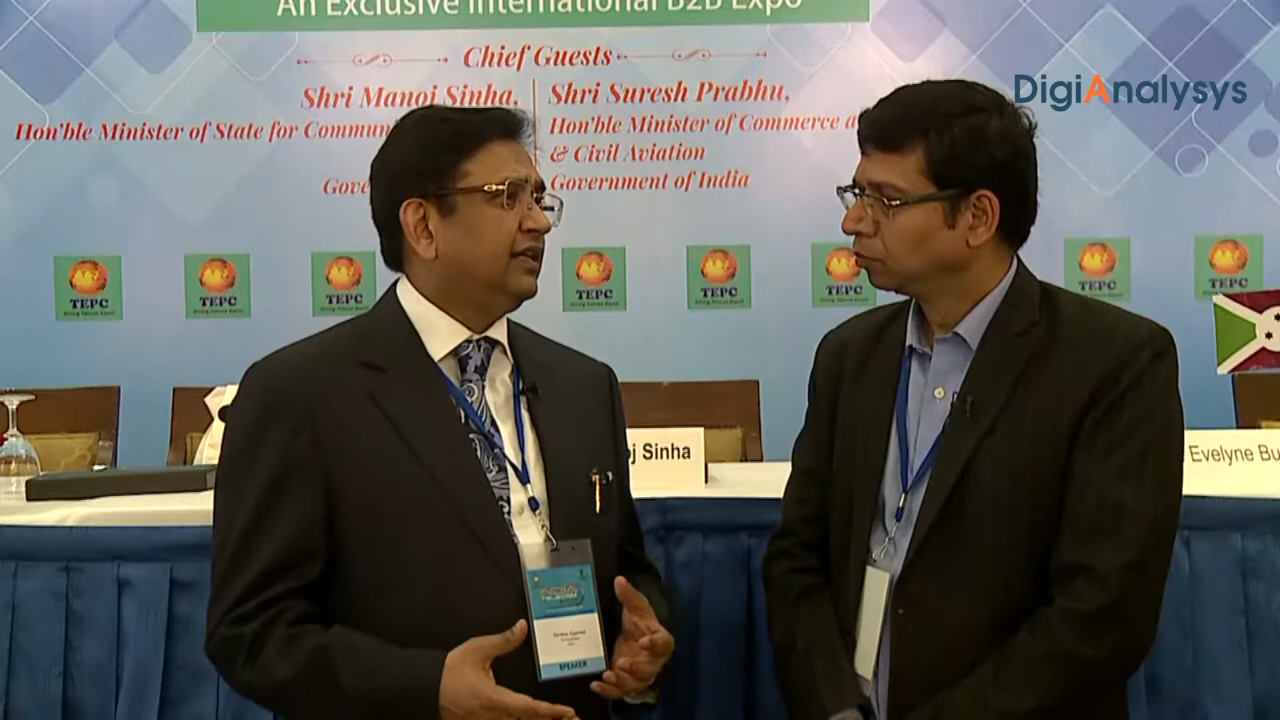 An Exclusive International B2B Expo
DigiAnalysys
Chief Guests
Shri Manoj Sinha,
Hon'ble Minister of State for Commun
Gove
Shri Suresh Prabhu,
Hon'ble Minister of Commerce a
& Civil Aviation
Government of India
TEPC
TEPC
TEPC
TEPC
TEPC
TEPC
TEPC
TEPC
oj Sinha
Evelyne Bu
SPEAKER